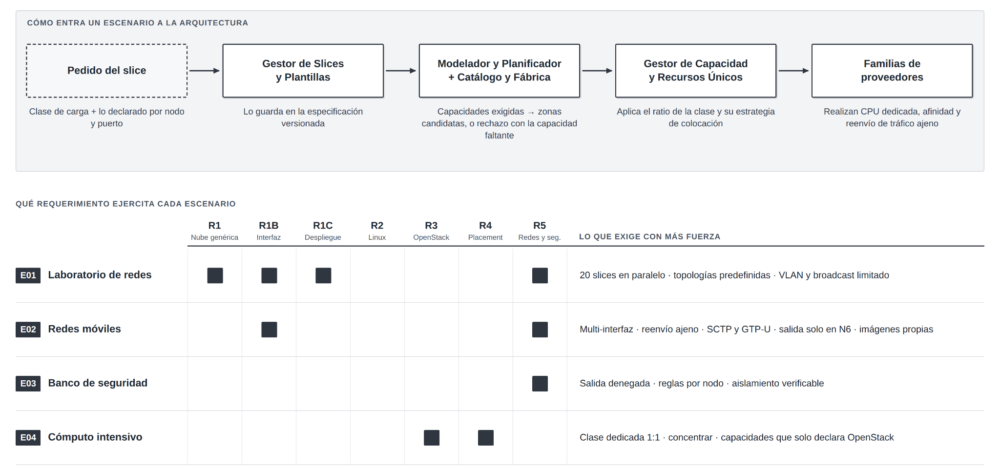 CÓMO ENTRA UN ESCENARIO A LA ARQUITECTURA
Pedido del slice
Clase de carga + lo declarado por nodo
y puerto
Gestor de Slices
y Plantillas
Lo guarda en la especificación
versionada
Modelador y Planificador
+ Catálogo y Fábrica
Capacidades exigidas → zonas
candidatas, o rechazo con la capacidad
faltante
Gestor de Capacidad
y Recursos Únicos
Aplica el ratio de la clase y su estrategia
de colocación
Familias de
proveedores
Realizan CPU dedicada, afinidad y
reenvío de tráfico ajeno
QUÉ REQUERIMIENTO EJERCITA CADA ESCENARIO
R1 R1B R1C R2 R3 R4 R5
Nube genérica Interfaz Despliegue Linux OpenStack Placement Redes y seg. LO QUE EXIGE CON MÁS FUERZA
E01 Laboratorio de redes 20 slices en paralelo · topologías predefinidas · VLAN y broadcast limitado
E02 Redes móviles Multi-interfaz · reenvío ajeno · SCTP y GTP-U · salida solo en N6 · imágenes propias
E03 Banco de seguridad Salida denegada · reglas por nodo · aislamiento verificable
E04 Cómputo intensivo Clase dedicada 1:1 · concentrar · capacidades que solo declara OpenStack